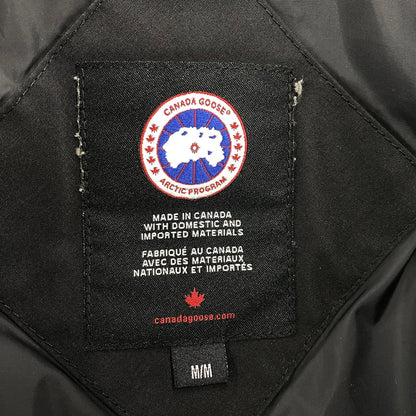 CANADA GOOSE®
ARCTIC PROGRAM
MADE IN CANADA
WITH DOMESTIC AND
IMPORTED MATERIALS
FABRIQUÉ AU CANADA
AVEC DES MATERIAUX
NATIONAUX ET IMPORTÉS
canadagoose.com
M/M